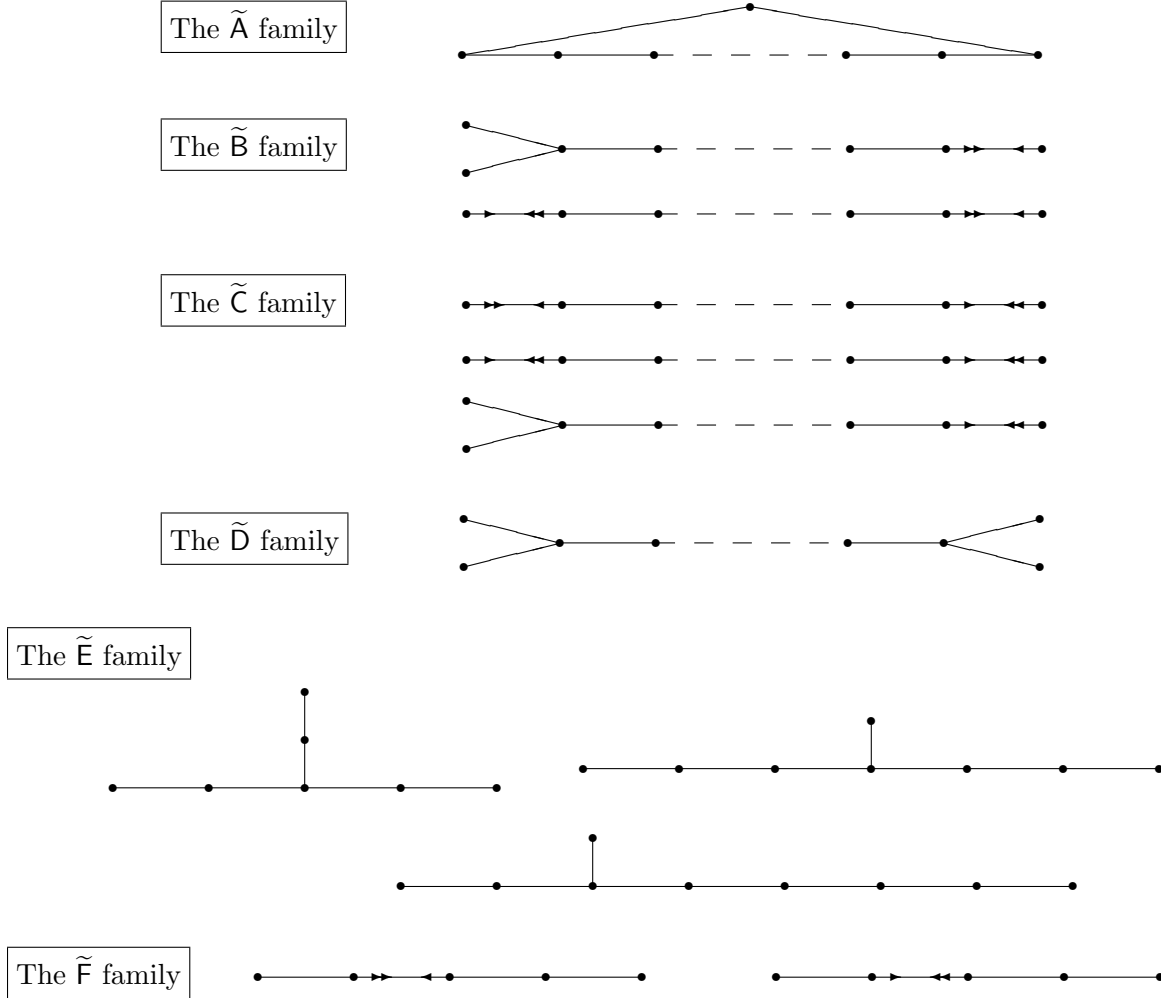 The Ã family
The B̃ family
The C̃ family
The D̃ family
The Ẽ family
The F̃ family